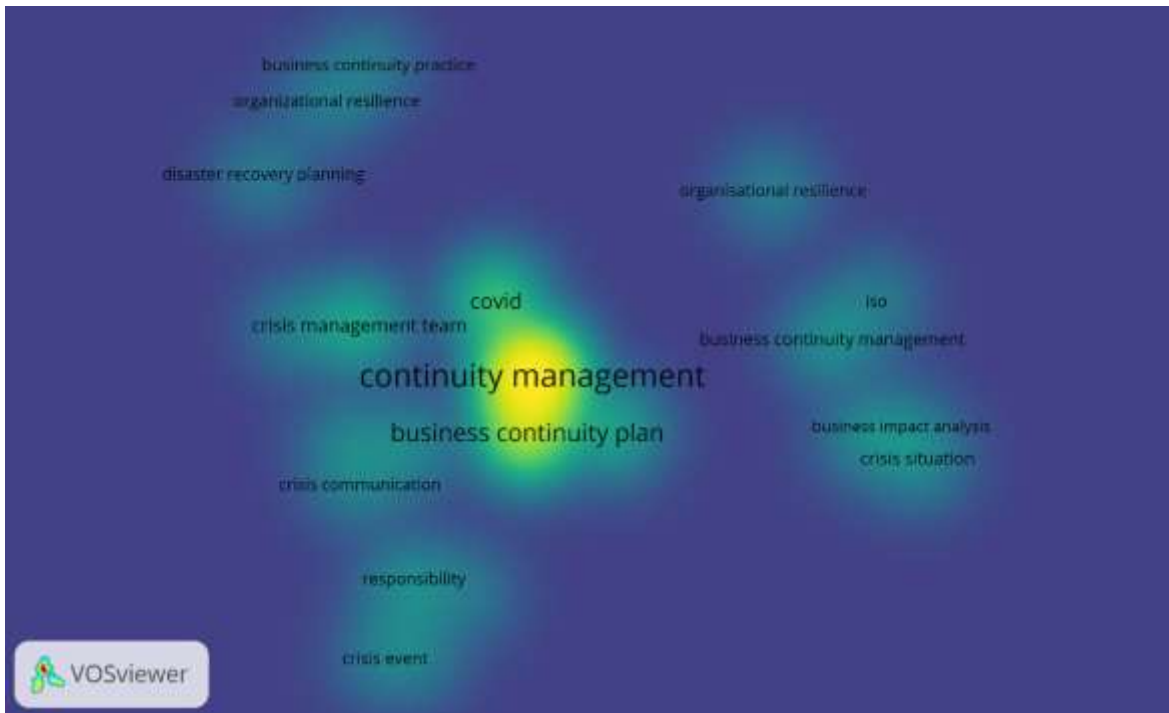 business continuity practice
organizational resilience
disaster recovery planning
organisational resilience
covid
iso
crisis management team
business continuity management
continuity management
business impact analysis
business continuity plan
crisis situation
crisis communication
responsibility
crisis event
VOSviewer